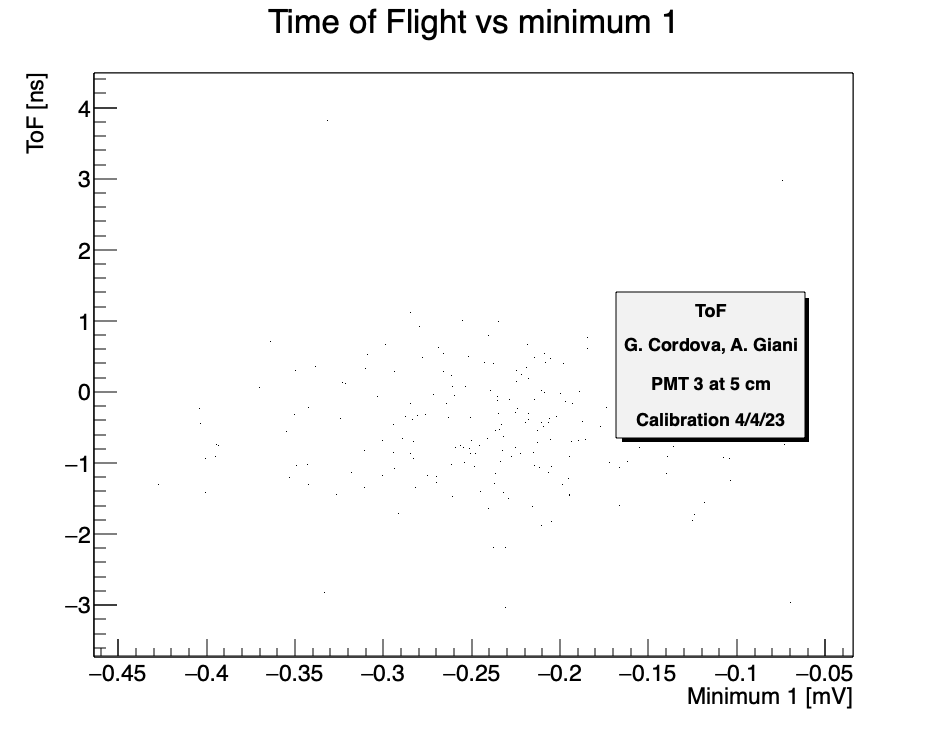 Time of Flight vs minimum 1
ToF [ns]
4
3
2
1
0
−1
−2
−3
ToF
G. Cordova, A. Giani
PMT 3 at 5 cm
Calibration 4/4/23
−0.45 −0.4 −0.35 −0.3 −0.25 −0.2 −0.15 −0.1 −0.05
Minimum 1 [mV]